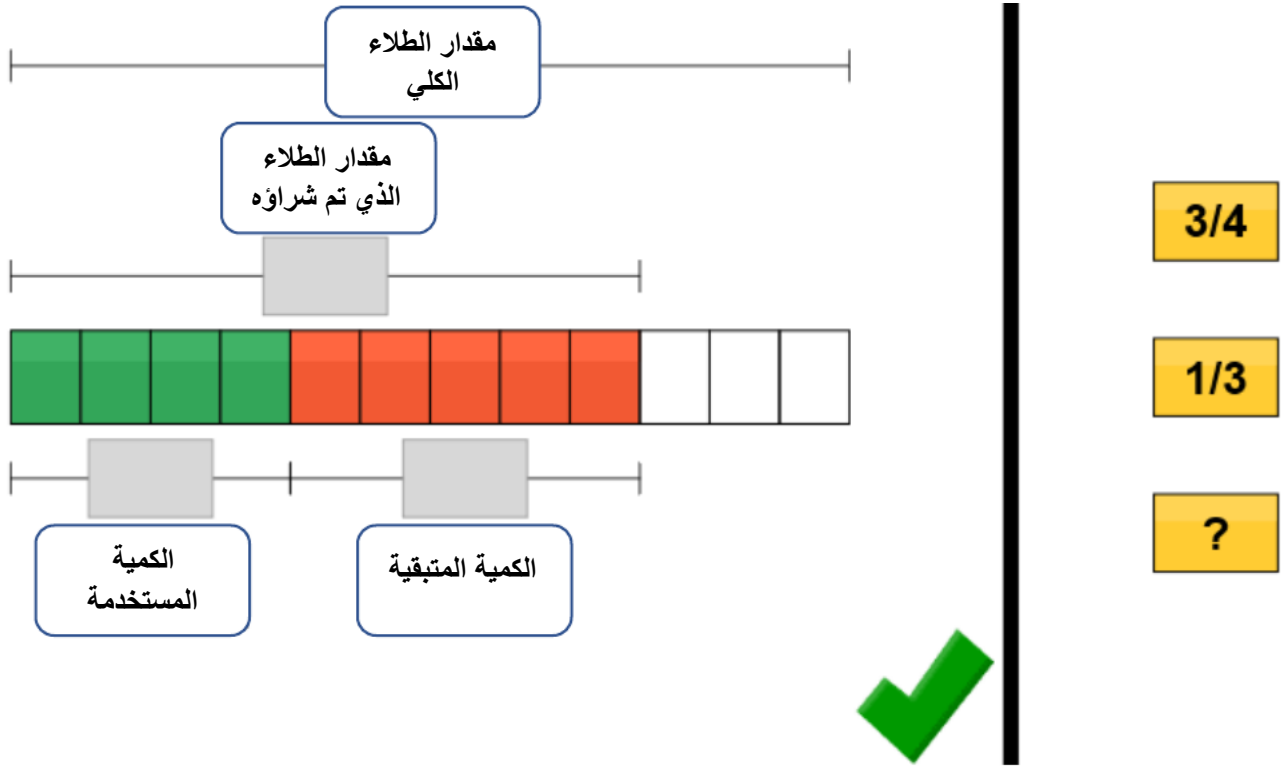 مقدار الطلاء
الكلي
مقدار الطلاء
الذي تم شراؤه
3/4
1/3
الكمية
المستخدمة
الكمية المتبقية
?